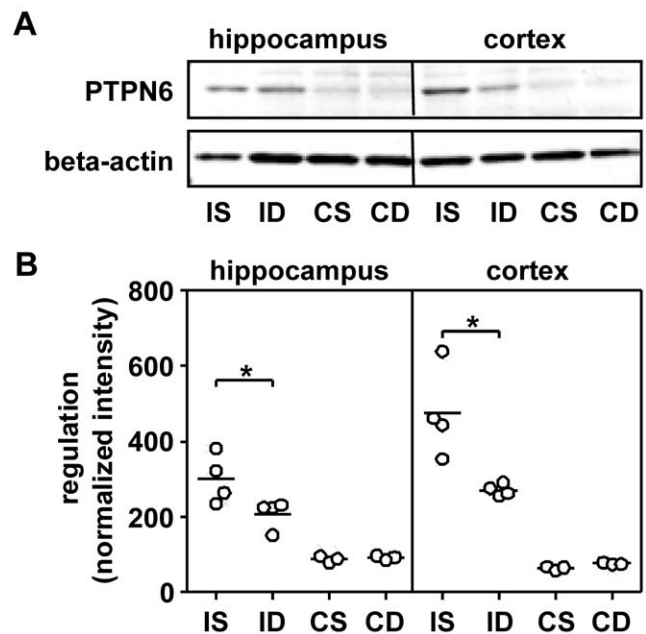 A
hippocampus cortex
PTPN6
beta-actin
IS ID CS CD IS ID CS CD
B
hippocampus cortex
800
600
400
200
0
regulation
(normalized intensity)
* *
IS ID CS CD IS ID CS CD